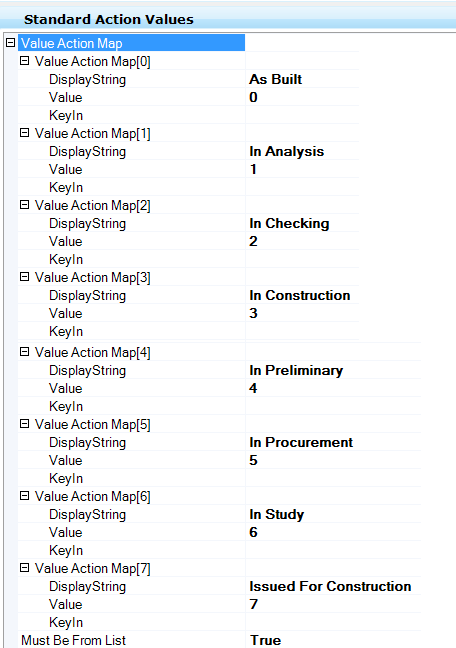 Standard Action Values
Value Action Map
Value Action Map[0]
DisplayString As Built
Value 0
KeyIn
Value Action Map[1]
DisplayString In Analysis
Value 1
KeyIn
Value Action Map[2]
DisplayString In Checking
Value 2
KeyIn
Value Action Map[3]
DisplayString In Construction
Value 3
KeyIn
Value Action Map[4]
DisplayString In Preliminary
Value 4
KeyIn
Value Action Map[5]
DisplayString In Procurement
Value 5
KeyIn
Value Action Map[6]
DisplayString In Study
Value 6
KeyIn
Value Action Map[7]
DisplayString Issued For Construction
Value 7
KeyIn
Must Be From List True